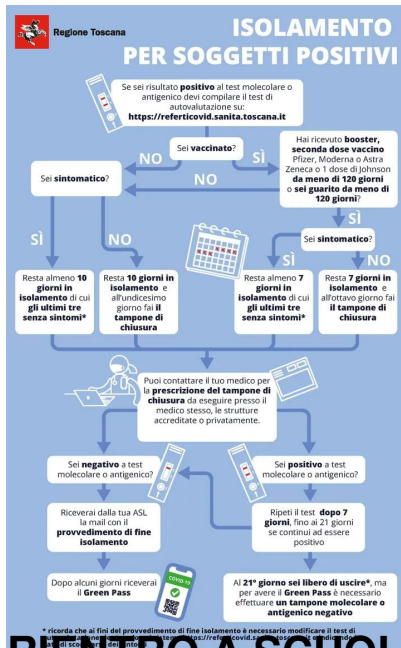 Regione Toscana
ISOLAMENTO
PER SOGGETTI POSITIVI
Se sei risultato positivo al test molecolare o
antigenico devi compilare il test di
autovalutazione su:
https://referticovid.sanita.toscana.it
Sei vaccinato?
NO
SÌ
Hai ricevuto booster,
seconda dose vaccino
Pfizer, Moderna o Astra
Zeneca o 1 dose di Johnson
da meno di 120 giorni
o sei guarito da meno di
120 giorni?
NO
Sei sintomatico?
SÌ
Sei sintomatico?
SÌ
NO
SÌ
NO
Resta almeno 10
giorni in
isolamento di cui
gli ultimi tre
senza sintomi*
Resta 10 giorni in
isolamento e
all'undicesimo
giorno fai il
tampone di
chiusura
Resta almeno 7
giorni in
isolamento di cui
gli ultimi tre
senza sintomi*
Resta 7 giorni in
isolamento e
all'ottavo giorno fai
il tampone di
chiusura
Puoi contattare il tuo medico per
la prescrizione del tampone di
chiusura da eseguire presso il
medico stesso, le strutture
accreditate o privatamente.
Sei negativo a test
molecolare o antigenico?
Sei positivo a test
molecolare o antigenico?
Riceverai dalla tua ASL
la mail con il
provvedimento di fine
isolamento
Ripeti il test dopo 7
giorni, fino ai 21 giorni
se continui ad essere
positivo
Dopo alcuni giorni riceverai
il Green Pass
COVID-19
Al 21° giorno sei libero di uscire*, ma
per avere il Green Pass è necessario
effettuare un tampone molecolare o
antigenico negativo
* ricorda che ai fini del provvedimento di fine isolamento è necessario modificare il test di
RIENTRO A SCUOL